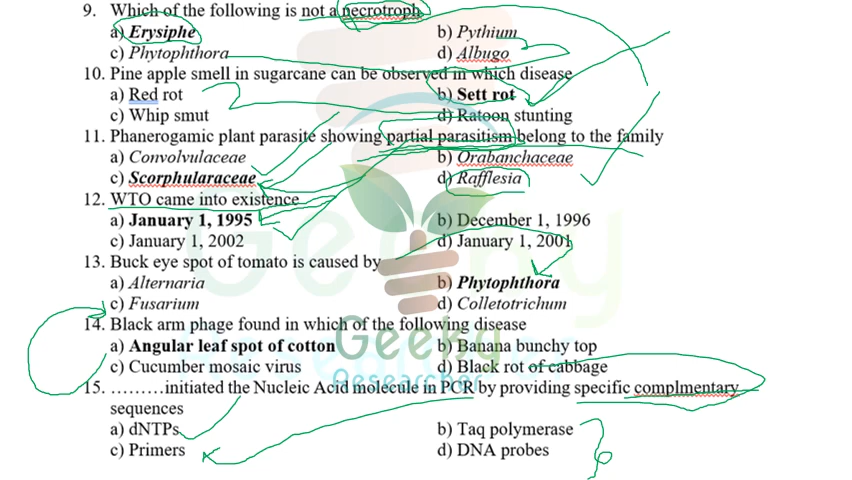 9. Which of the following is not a necrotroph
a) Erysiphe b) Pythium
c) Phytophthora d) Albugo
10. Pine apple smell in sugarcane can be observed in which disease
a) Red rot b) Sett rot
c) Whip smut d) Ratoon stunting
11. Phanerogamic plant parasite showing partial parasitism belong to the family
a) Convolvulaceae b) Orabanchaceae
c) Scorphularaceae d) Rafflesia
12. WTO came into existence
a) January 1, 1995 b) December 1, 1996
c) January 1, 2002 d) January 1, 2001
13. Buck eye spot of tomato is caused by
a) Alternaria b) Phytophthora
c) Fusarium d) Colletotrichum
14. Black arm phage found in which of the following disease
a) Angular leaf spot of cotton b) Banana bunchy top
c) Cucumber mosaic virus d) Black rot of cabbage
15. ………initiated the Nucleic Acid molecule in PCR by providing specific complmentary
sequences
a) dNTPs b) Taq polymerase
c) Primers d) DNA probes
Geeky
Geeky
Researcher